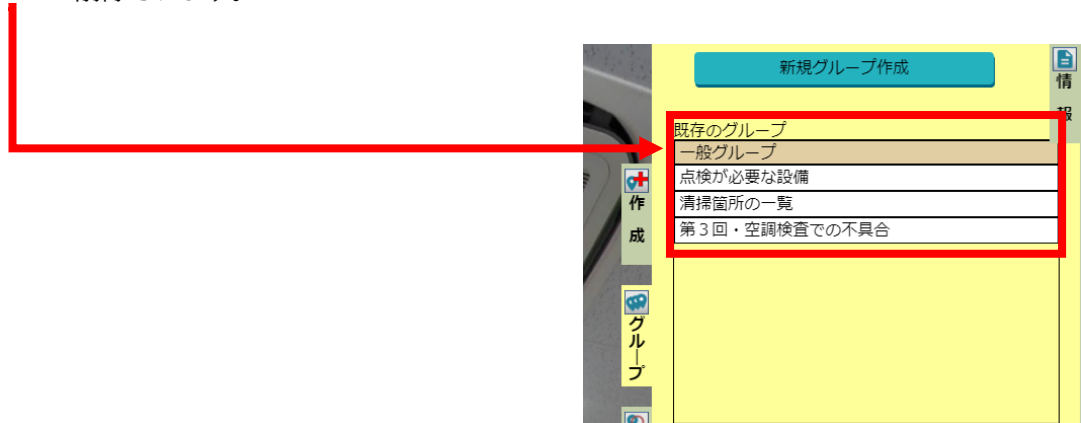 新規グループ作成
情報
既存のグループ
一般グループ
点検が必要な設備
清掃箇所の一覧
第3回・空調検査での不具合
作成
グループ